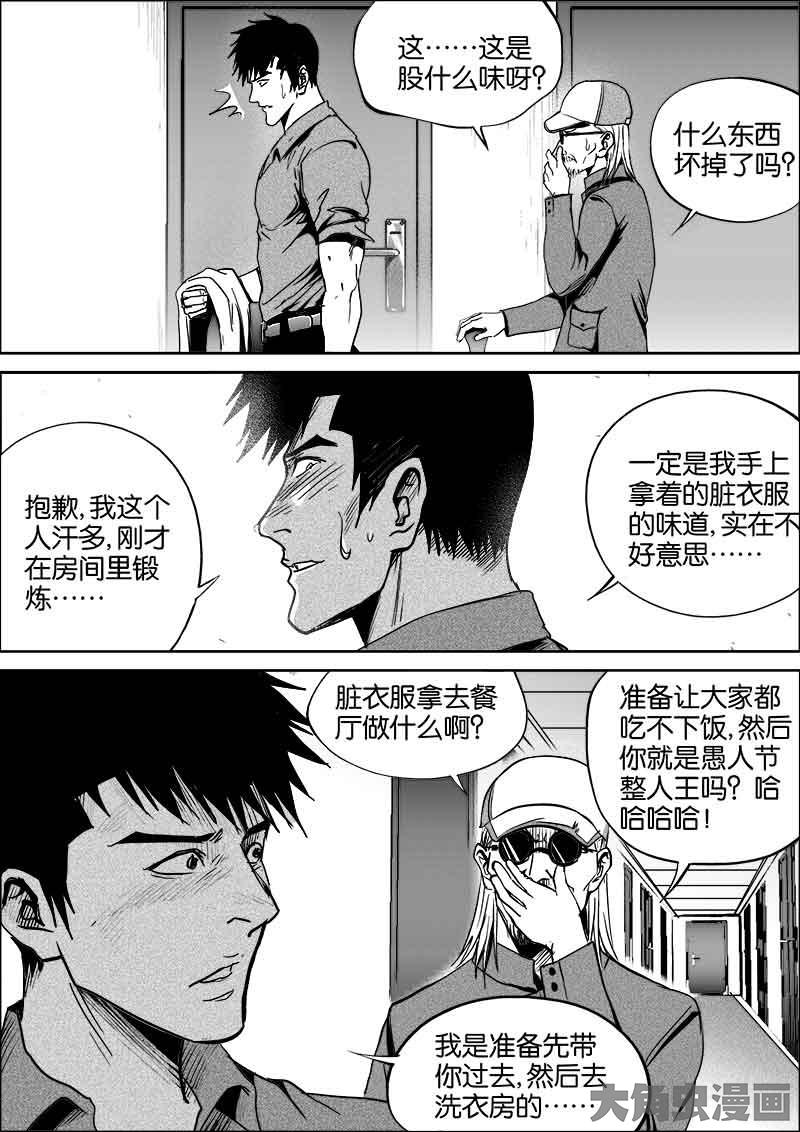 这……这是
股什么味呀？
什么东西
坏掉了吗？
抱歉，我这个
人汗多，刚才
在房间里锻
炼……
一定是我手上
拿着的脏衣服
的味道，实在不
好意思……
脏衣服拿去餐
厅做什么啊？
准备让大家都
吃不下饭，然后
你就是愚人节
整人王吗？哈
哈哈哈哈！
我是准备先带
你过去，然后去
洗衣房的……
大角虫漫画